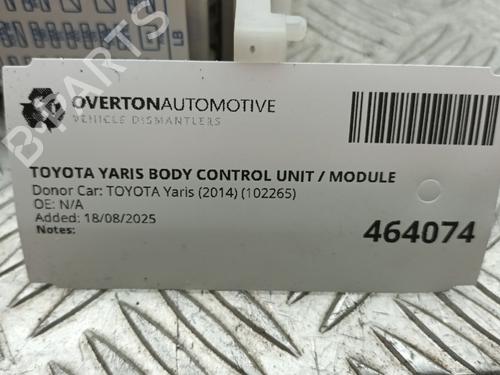 LB
B-PARTS
OVERTONAUTOMOTIVE
VEHICLE DISMANTLERS
TOYOTA YARIS BODY CONTROL UNIT / MODULE
Donor Car: TOYOTA Yaris (2014) (102265)
OE: N/A
Added: 18/08/2025
Notes:
464074